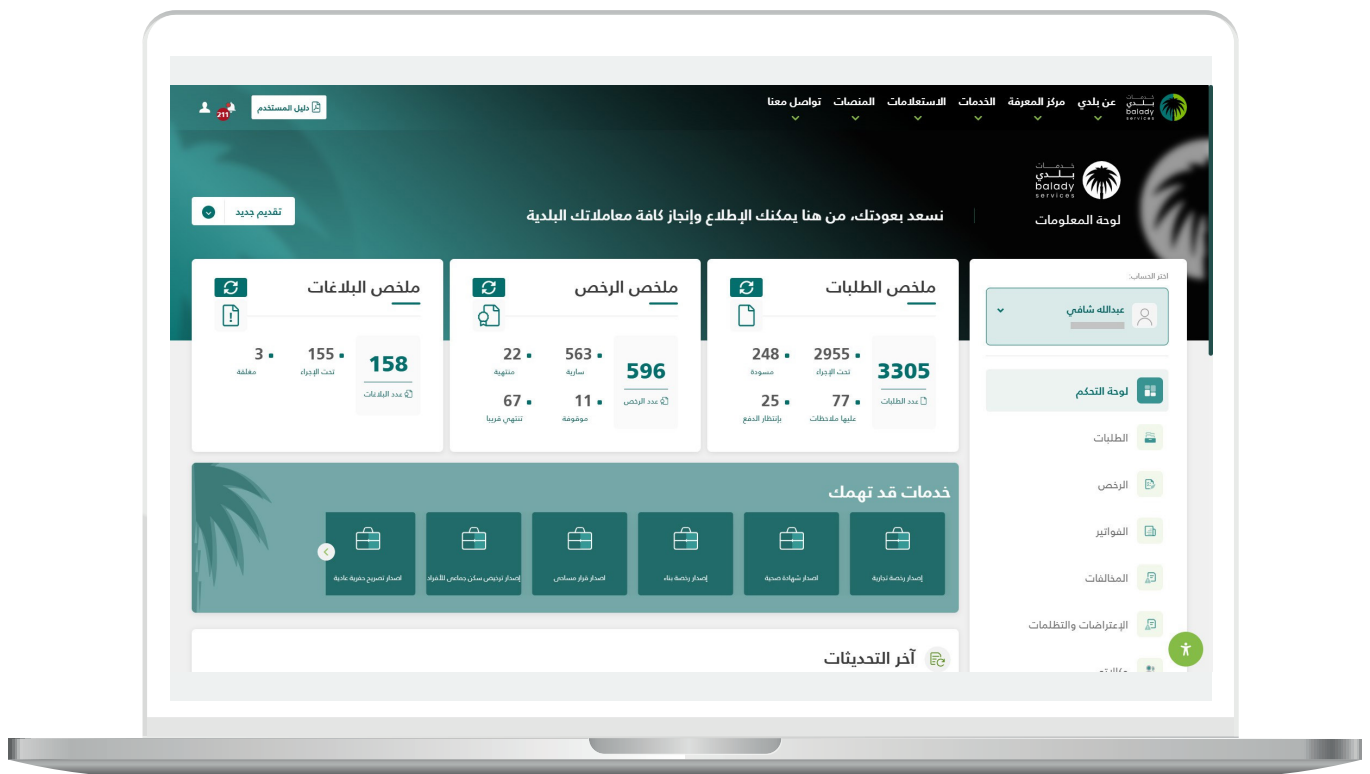 خدمات
بلدي
balady
services
عن بلدي
مركز المعرفة
الخدمات
الاستعلامات
المنصات
تواصل معنا
دليل المستخدم
211
خدمات
بلدي
balady
services
لوحة المعلومات
نسعد بعودتك، من هنا يمكنك الإطلاع وإنجاز كافة معاملاتك البلدية
تقديم جديد
اختر الحساب:
عبدالله شافي
لوحة التحكم
الطلبات
الرخص
الفواتير
المخالفات
الإعتراضات والتظلمات
ملخص الطلبات
3305
عدد الطلبات
2955
تحت الإجراء
248
مسودة
77
عليها ملاحظات
25
بإنتظار الدفع
ملخص الرخص
596
عدد الرخص
563
سارية
22
منتهية
11
موقوفة
67
تنتهي قريبا
ملخص البلاغات
158
عدد البلاغات
155
تحت الإجراء
3
مغلقة
خدمات قد تهمك
إصدار رخصة تجارية
اصدار شهادة صحية
إصدار رخصة بناء
اصدار قرار مساحي
إصدار ترخيص سكن جماعي للأفراد
اصدار تصريح حفرية عادية
آخر التحديثات